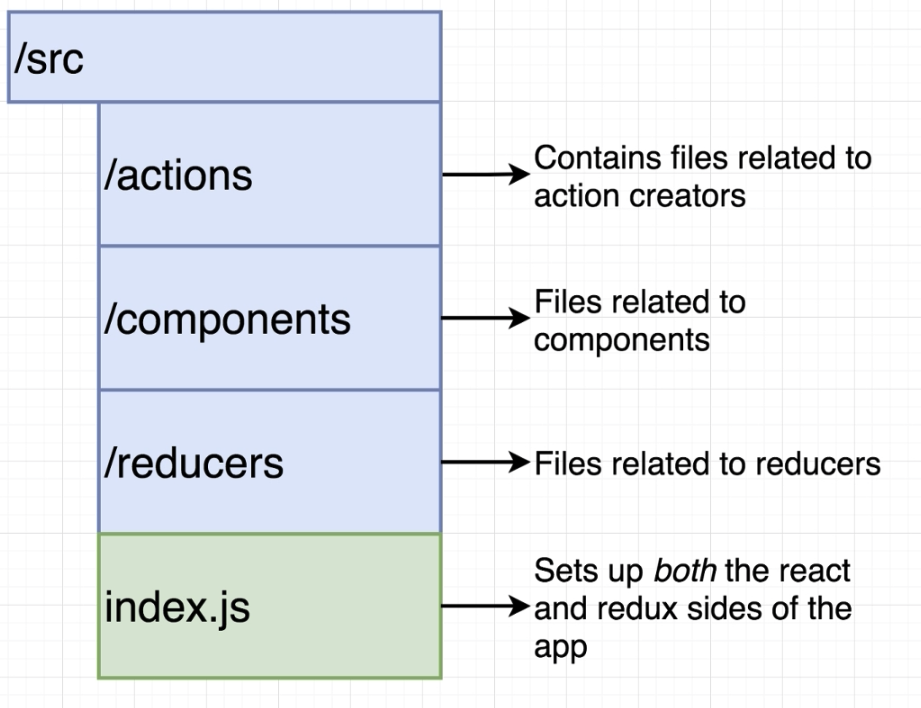 /src
/actions
Contains files related to
action creators
/components
Files related to
components
/reducers
Files related to reducers
index.js
Sets up both the react
and redux sides of the
app